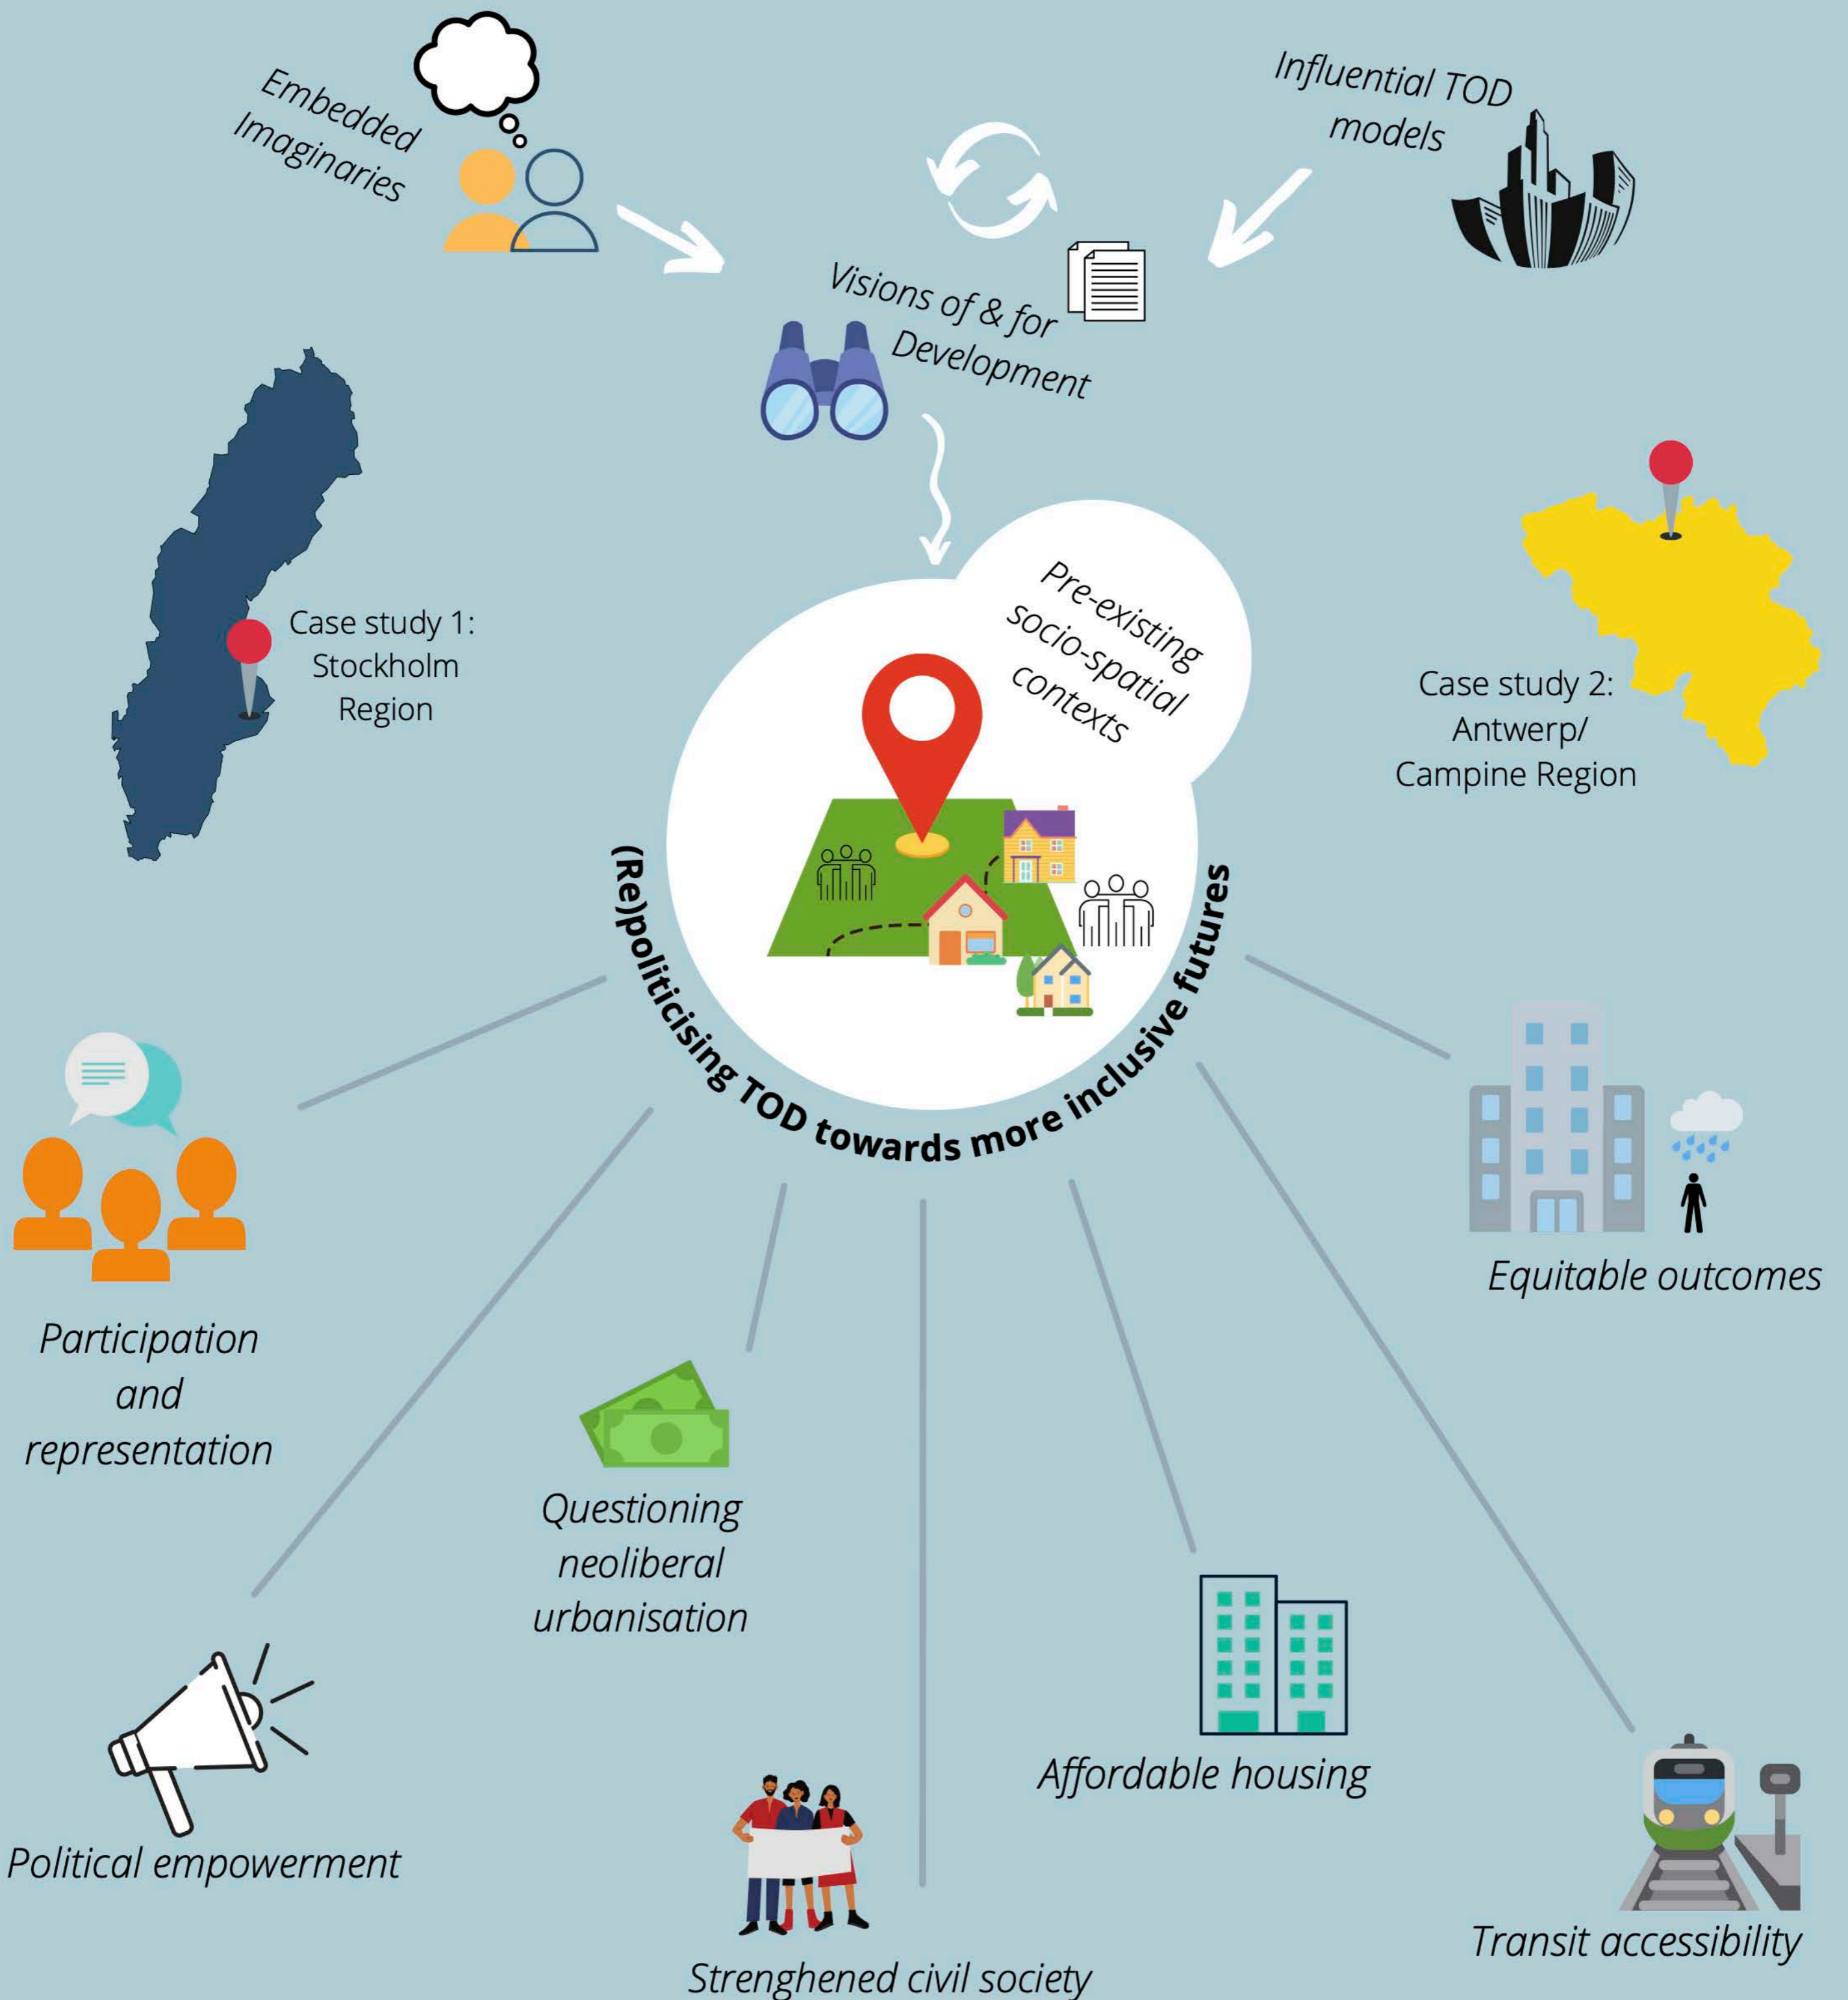 Embedded
Imaginaries
Influential TOD
models
Visions of & for
Development
Case study 1:
Stockholm
Region
Pre-existing
socio-spatial
contexts
Case study 2:
Antwerp/
Campine Region
(Re)politicising TOD towards more inclusive futures
Participation
and
representation
Equitable outcomes
Questioning
neoliberal
urbanisation
Affordable housing
Political empowerment
Transit accessibility
Strenghened civil society